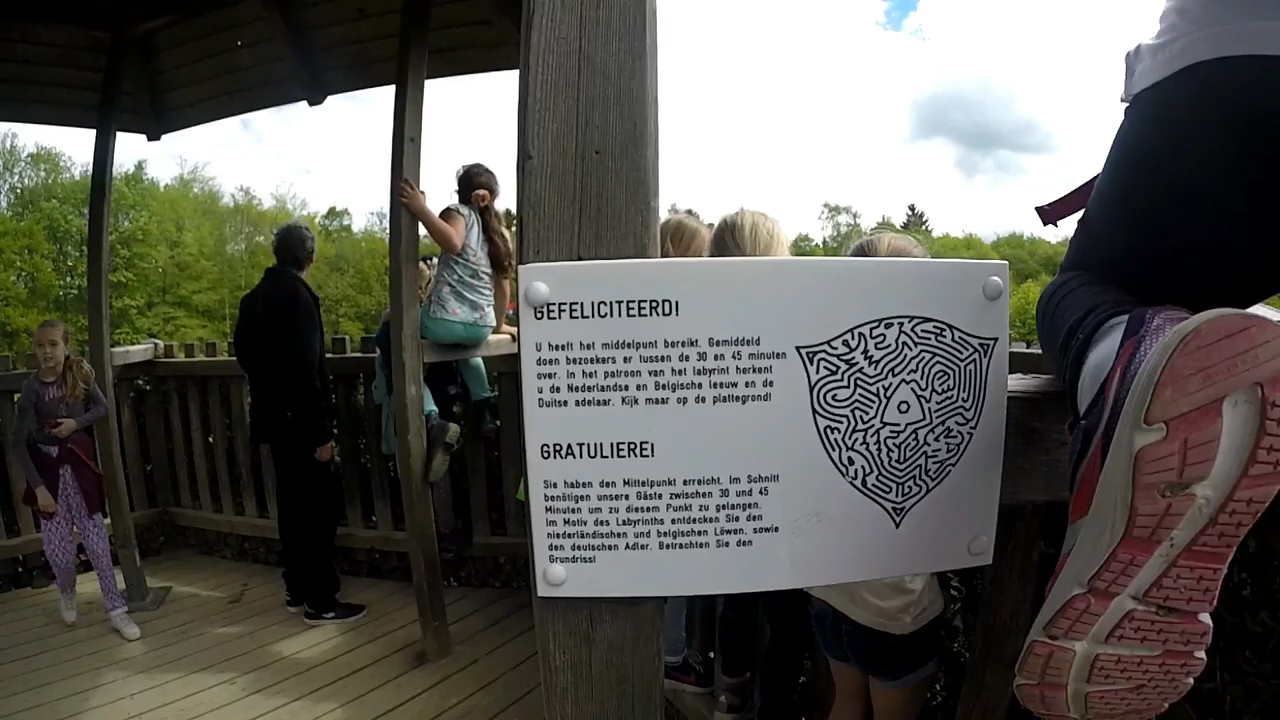 GEFELICITEERD!
U heeft het middelpunt bereikt. Gemiddeld
doen bezoekers er tussen de 30 en 45 minuten
over. In het patroon van het labyrint herkent
u de Nederlandse en Belgische leeuw en de
Duitse adelaar. Kijk maar op de plattegrond!
GRATULIERE!
Sie haben den Mittelpunkt erreicht. Im Schnitt
benötigen unsere Gäste zwischen 30 und 45
Minuten um zu diesem Punkt zu gelangen.
Im Motiv des Labyrinths entdecken Sie den
niederländischen und belgischen Löwen, sowie
den deutschen Adler. Betrachten Sie den
Grundriss!